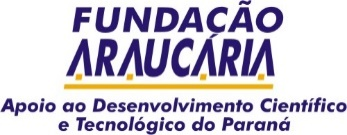 FUNDAÇÃO
ARAUCÁRIA
Apoio ao Desenvolvimento Científico
e Tecnológico do Paraná